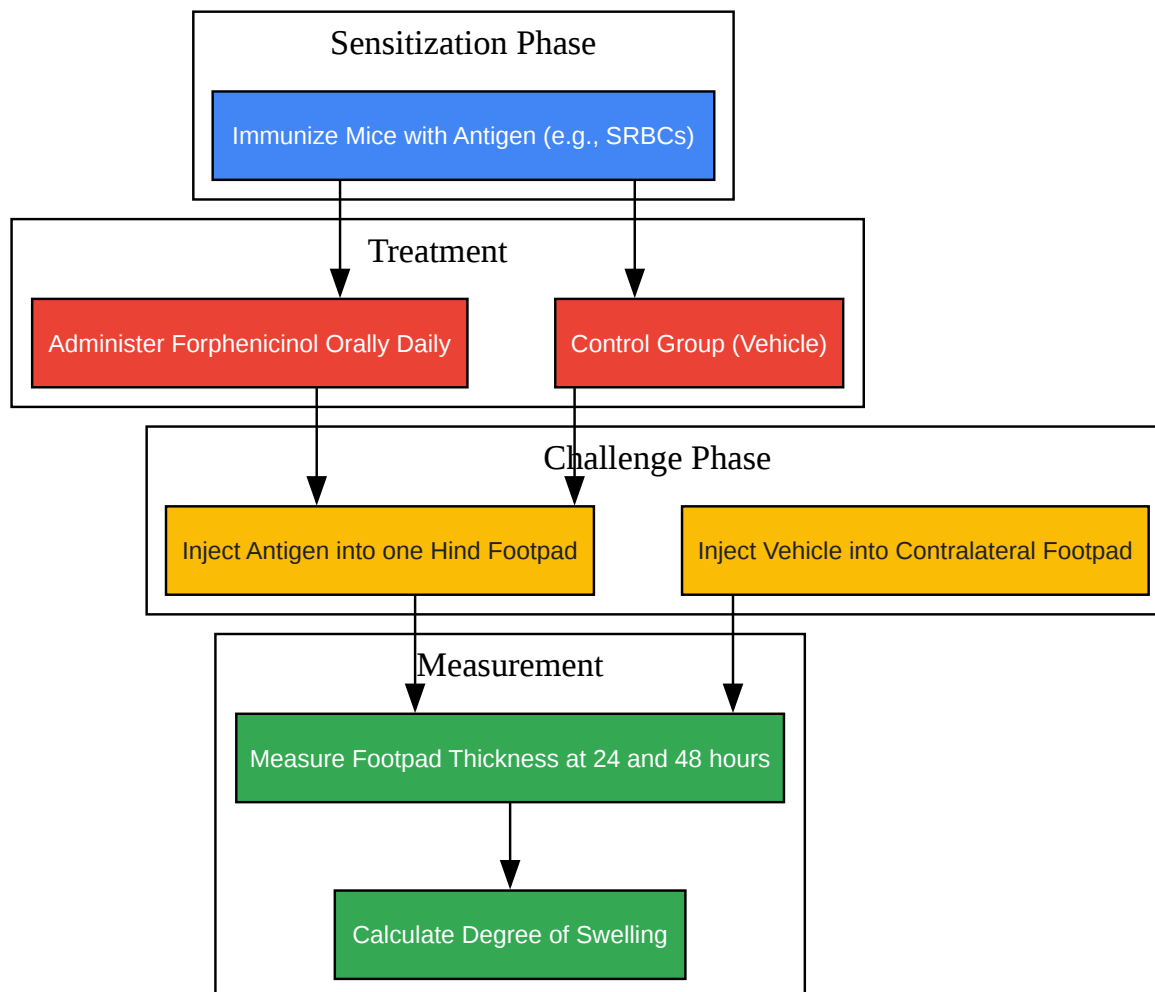 Sensitization Phase
Immunize Mice with Antigen (e.g., SRBCs)
Treatment
Administer Forphenicinol Orally Daily
Control Group (Vehicle)
Challenge Phase
Inject Antigen into one Hind Footpad
Inject Vehicle into Contralateral Footpad
Measurement
Measure Footpad Thickness at 24 and 48 hours
Calculate Degree of Swelling